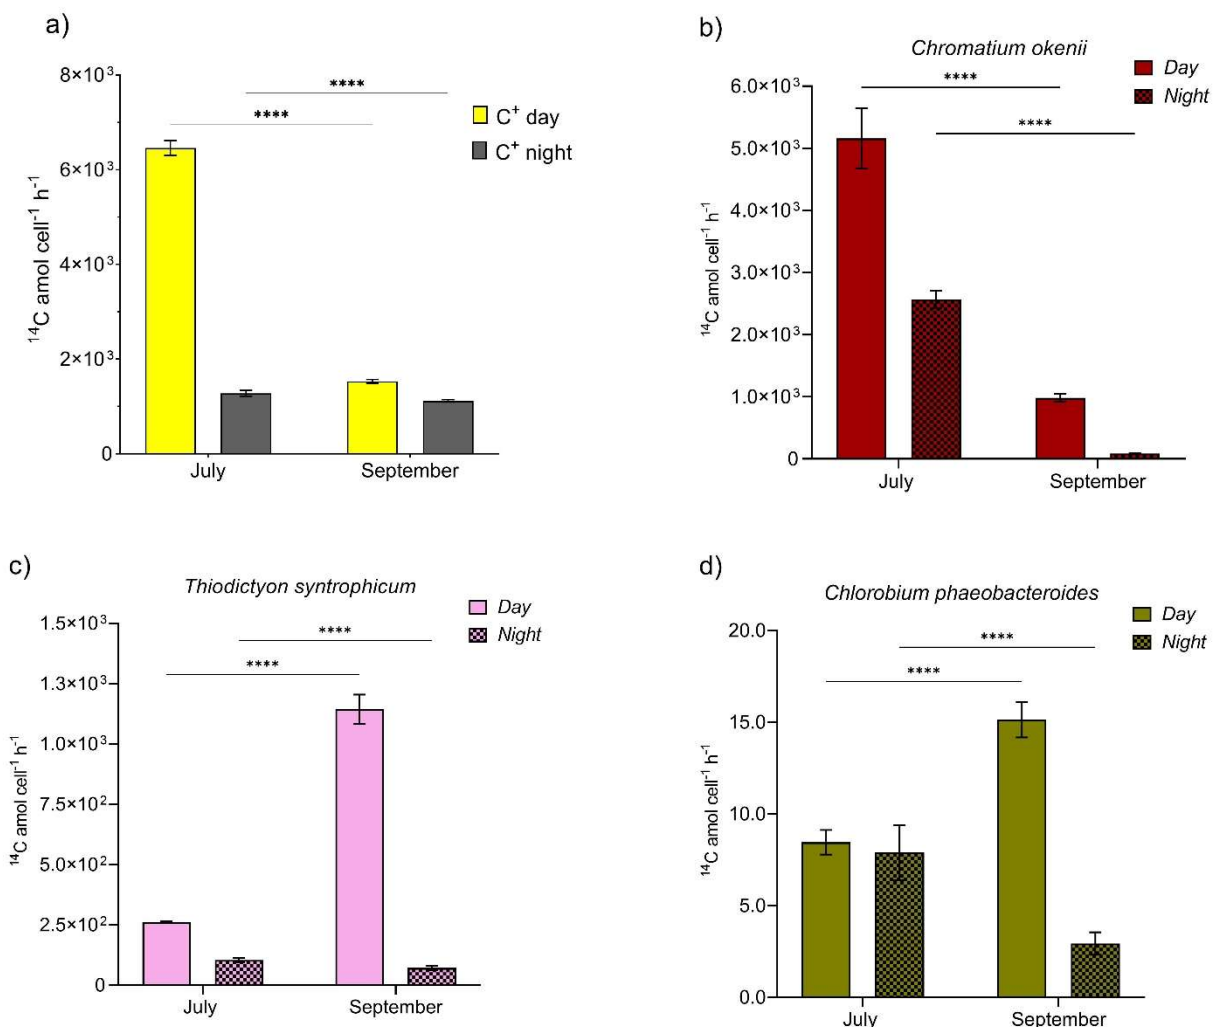 a)
8×10³
6×10³
4×10³
2×10³
0
¹⁴C amol cell⁻¹ h⁻¹
****
****
C⁺ day
C⁺ night
July
September
b)
Chromatium okenii
Day
Night
6.0×10³
5.0×10³
4.0×10³
3.0×10³
2.0×10³
1.0×10³
0
¹⁴C amol cell⁻¹ h⁻¹
****
****
July
September
c)
Thiodictyon syntrophicum
Day
Night
1.5×10³
1.3×10³
1.0×10³
7.5×10²
5.0×10²
2.5×10²
0
¹⁴C amol cell⁻¹ h⁻¹
****
****
July
September
d)
Chlorobium phaeobacteroides
Day
Night
20.0
15.0
10.0
5.0
0.0
¹⁴C amol cell⁻¹ h⁻¹
****
****
July
September